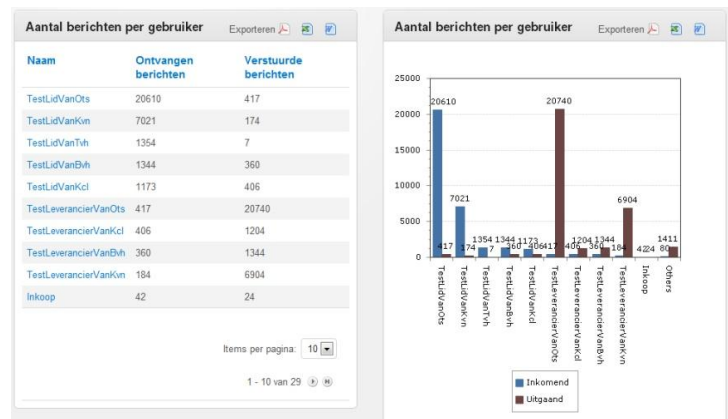 Aantal berichten per gebruiker Exporteren
Naam Ontvangen berichten Verstuurde berichten
TestLidVanOts 20610 417
TestLidVanKvn 7021 174
TestLidVanTvh 1354 7
TestLidVanBvh 1344 360
TestLidVanKcl 1173 406
TestLeverancierVanOts 417 20740
TestLeverancierVanKcl 406 1204
TestLeverancierVanBvh 360 1344
TestLeverancierVanKvn 184 6904
Inkoop 42 24
Items per pagina: 10
1 - 10 van 29
Aantal berichten per gebruiker Exporteren
25000
20000
15000
10000
5000
0
20610 417
7021 174
1354 7
1344 360
1173 406
417 20740
406 1204
360 1344
184 6904
42 24
80 1411
TestLidVanOts
TestLidVanKvn
TestLidVanTvh
TestLidVanBvh
TestLidVanKcl
TestLeverancierVanOts
TestLeverancierVanKcl
TestLeverancierVanBvh
TestLeverancierVanKvn
Inkoop
Others
Inkomend
Uitgaand